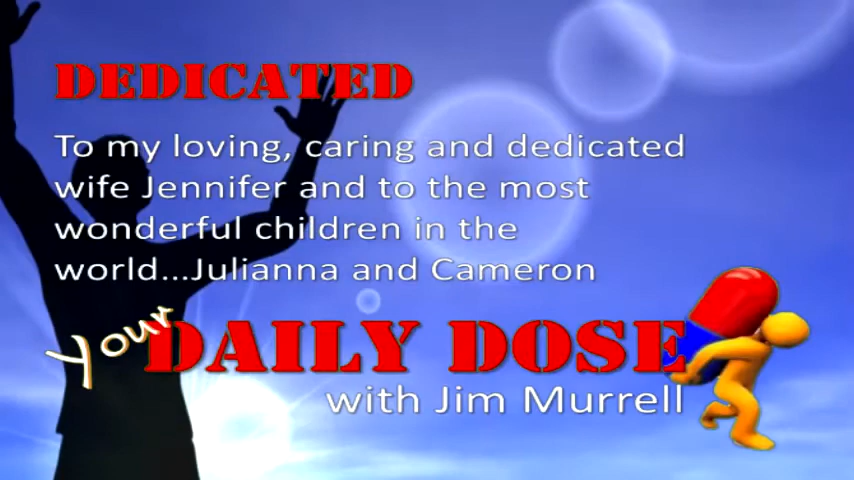 DEDICATED
To my loving, caring and dedicated
wife Jennifer and to the most
wonderful children in the
world...Julianna and Cameron
Your DAILY DOSE
with Jim Murrell